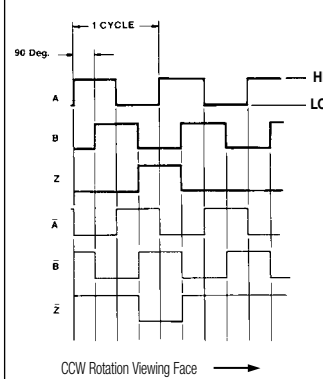 1 CYCLE
90 Deg.
HI
A
LO
B
Z
A̅
B̅
Z̅
CCW Rotation Viewing Face